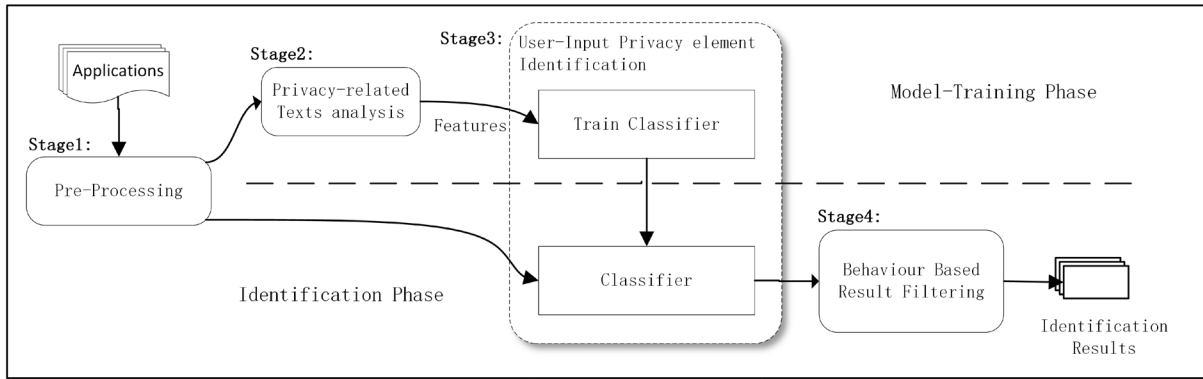 Applications
Stage1:
Pre-Processing
Stage2:
Privacy-related
Texts analysis
Features
Stage3:
User-Input Privacy element
Identification
Train Classifier
Model-Training Phase
Classifier
Identification Phase
Stage4:
Behaviour Based
Result Filtering
Identification
Results